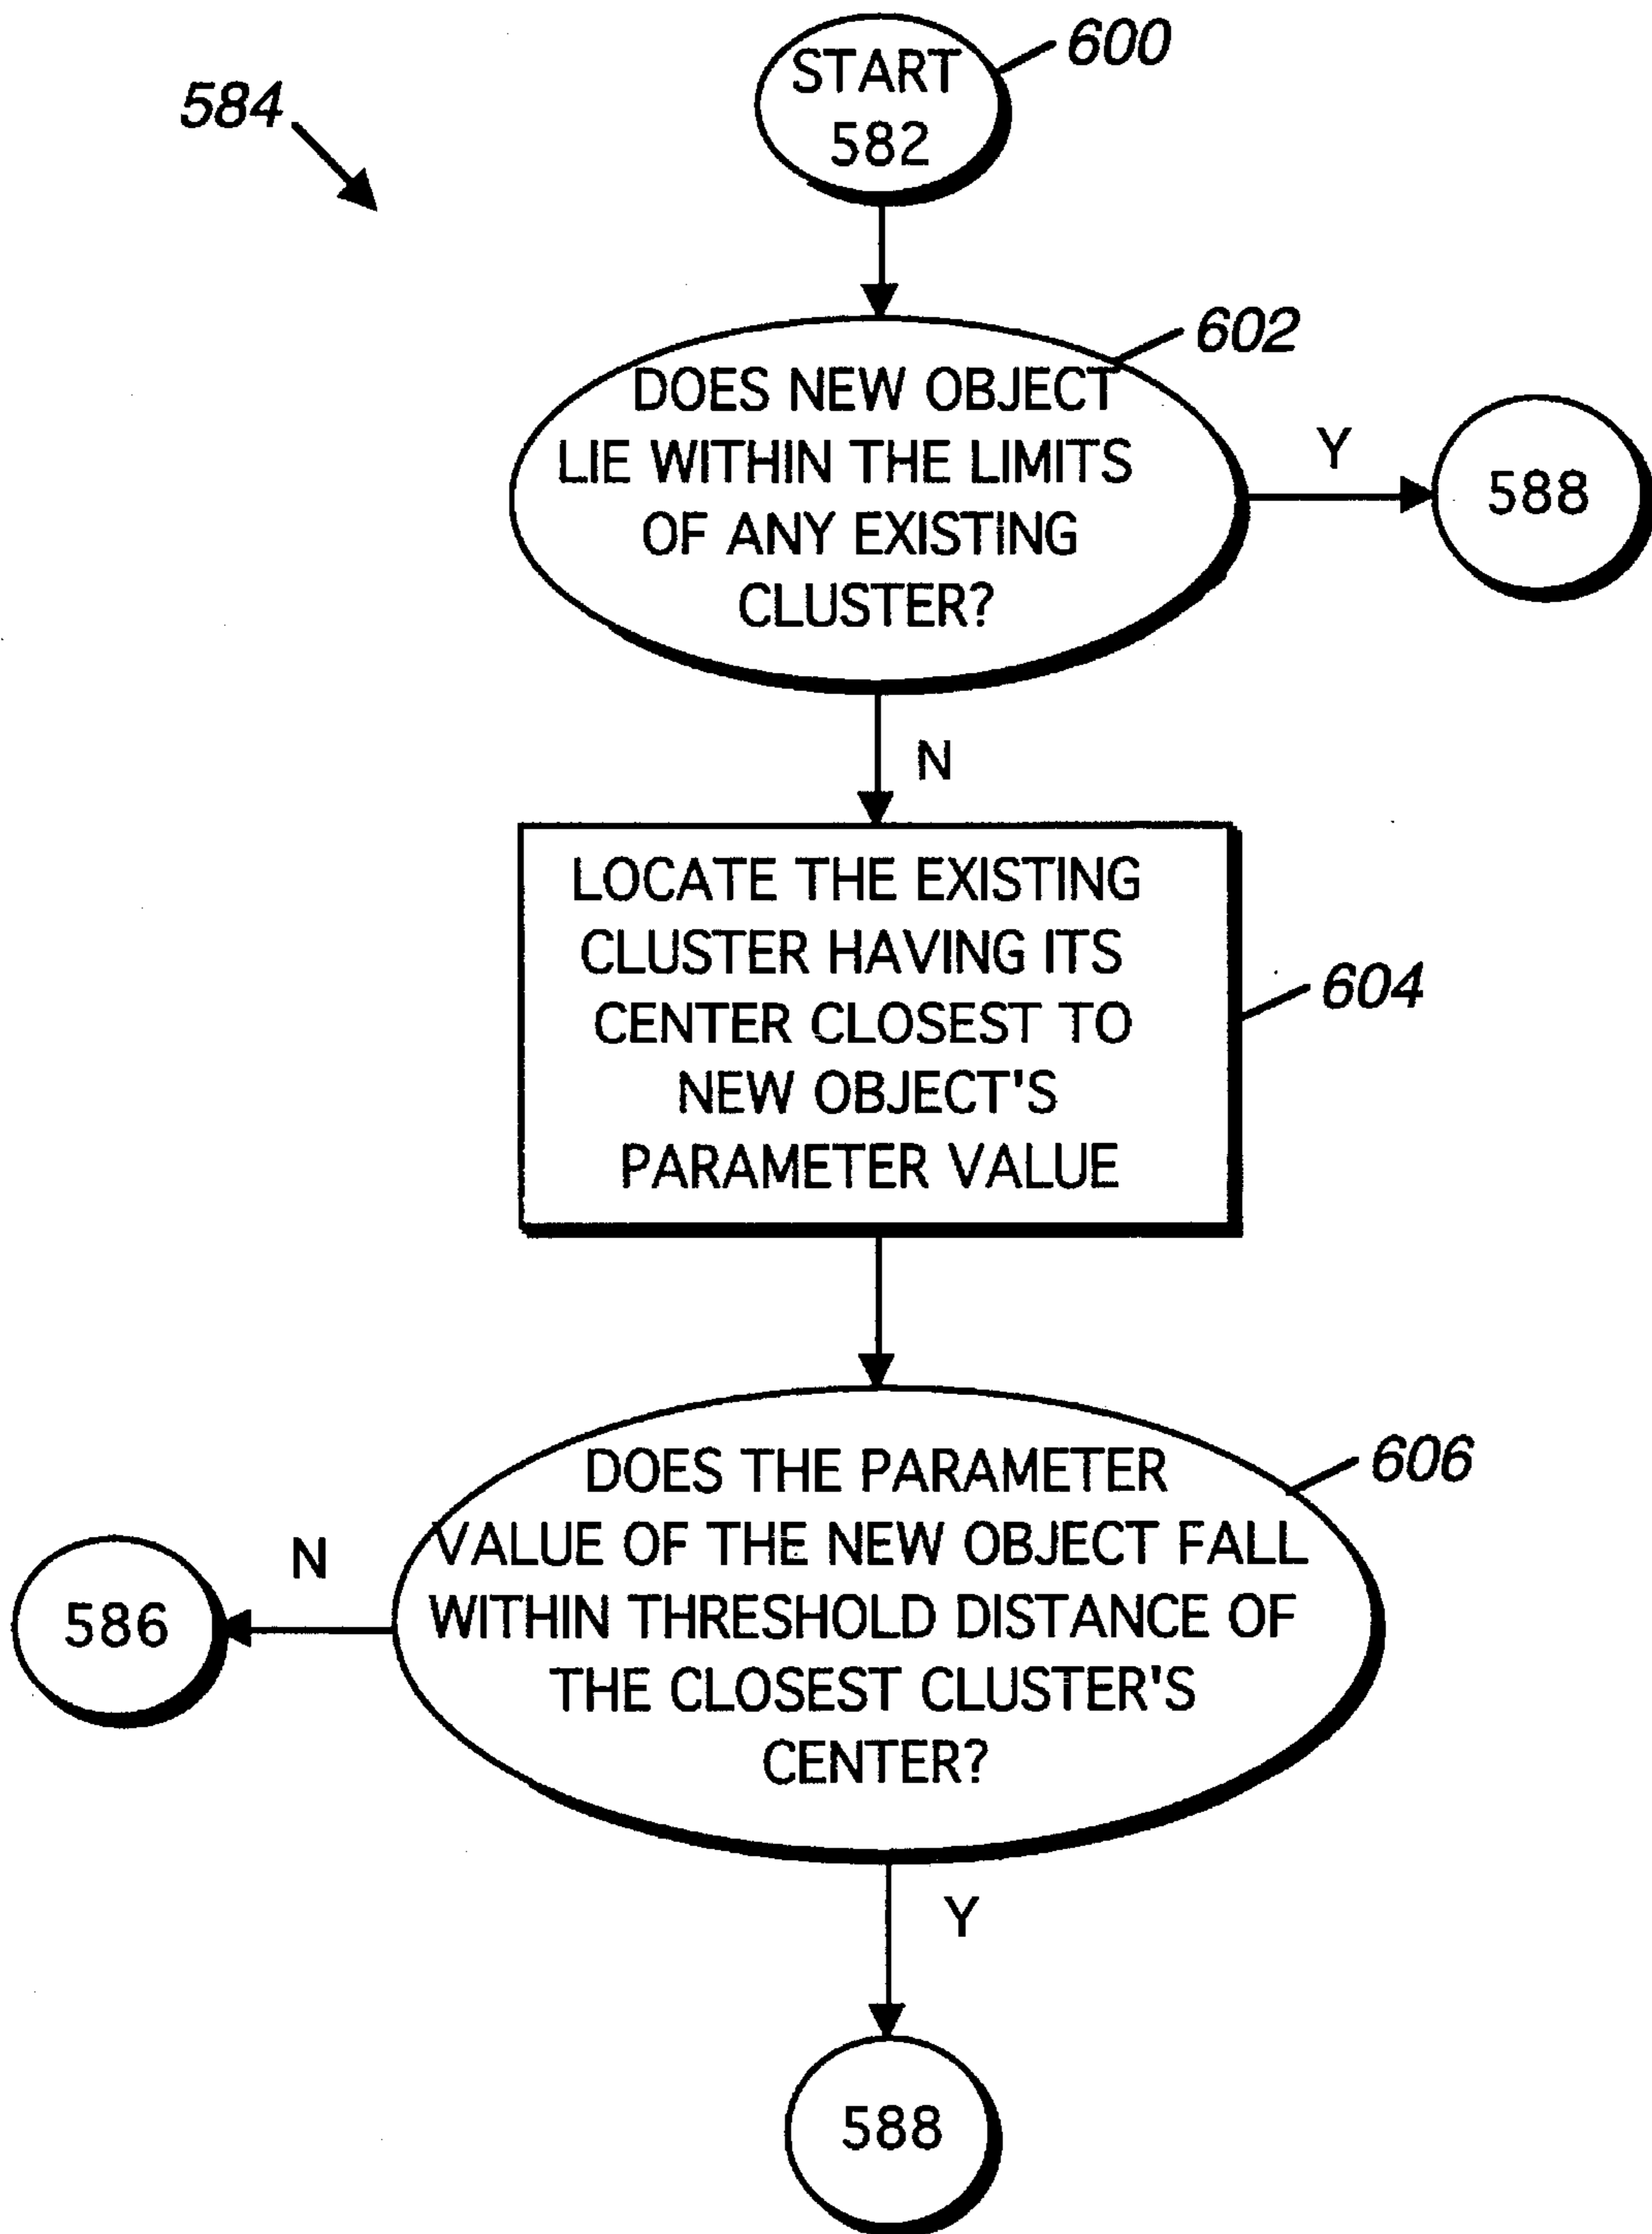 600
START
582
584
602
DOES NEW OBJECT
LIE WITHIN THE LIMITS
OF ANY EXISTING
CLUSTER?
Y
588
N
LOCATE THE EXISTING
CLUSTER HAVING ITS
CENTER CLOSEST TO
NEW OBJECT'S
PARAMETER VALUE
604
606
DOES THE PARAMETER
VALUE OF THE NEW OBJECT FALL
WITHIN THRESHOLD DISTANCE OF
THE CLOSEST CLUSTER'S
CENTER?
N
586
Y
588